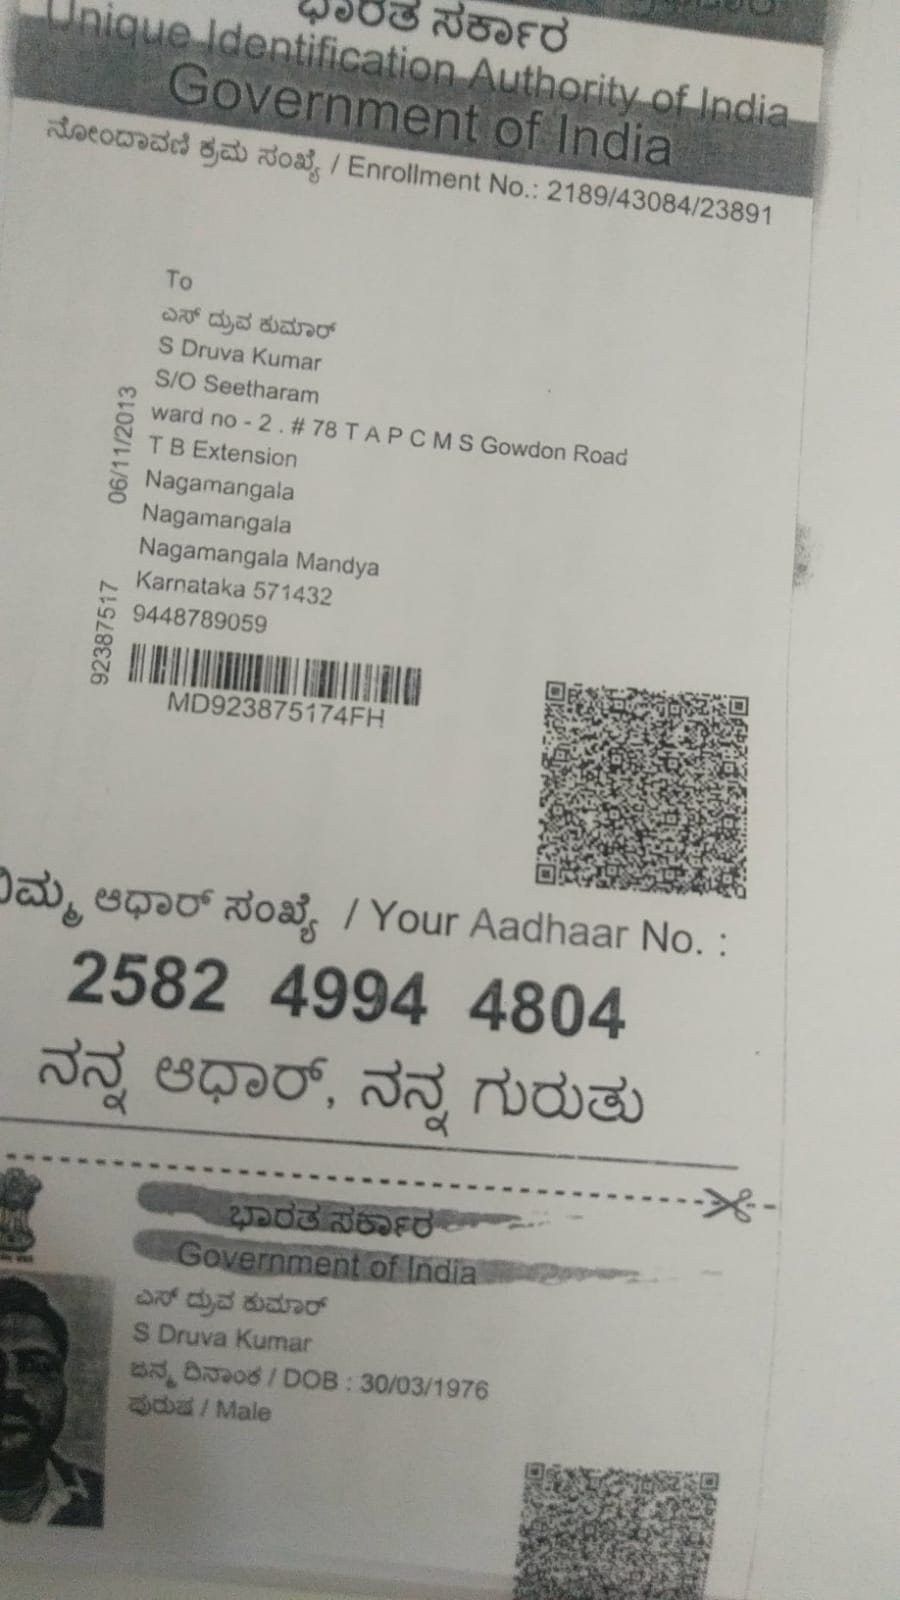 ಭಾರತ ಸರ್ಕಾರ
Unique Identification Authority of India
Government of India
ನೋಂದಾವಣಿ ಕ್ರಮ ಸಂಖ್ಯೆ / Enrollment No.: 2189/43084/23891
To
ಎಸ್ ದ್ರುವ ಕುಮಾರ್
S Druva Kumar
S/O Seetharam
ward no - 2 . # 78 T A P C M S Gowdon Road
T B Extension
Nagamangala
Nagamangala
Nagamangala Mandya
Karnataka 571432
9448789059
06/11/2013
92387517
MD923875174FH
ನಿಮ್ಮ ಆಧಾರ್ ಸಂಖ್ಯೆ / Your Aadhaar No. :
2582 4994 4804
ನನ್ನ ಆಧಾರ್, ನನ್ನ ಗುರುತು
ಭಾರತ ಸರ್ಕಾರ
Government of India
ಎಸ್ ದ್ರುವ ಕುಮಾರ್
S Druva Kumar
ಜನ್ಮ ದಿನಾಂಕ / DOB : 30/03/1976
ಪುರುಷ / Male